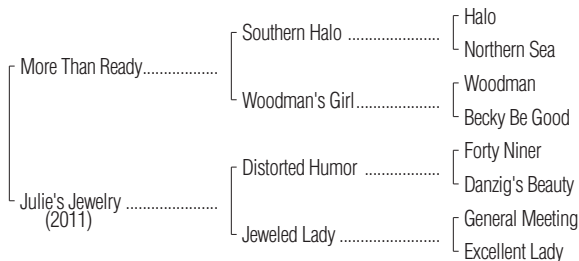 Halo
Southern Halo ......................
Northern Sea
More Than Ready..................
Woodman
Woodman's Girl....................
Becky Be Good
Forty Niner
Distorted Humor ..................
Danzig's Beauty
Julie's Jewelry ......................
(2011)
General Meeting
Jeweled Lady ........................
Excellent Lady